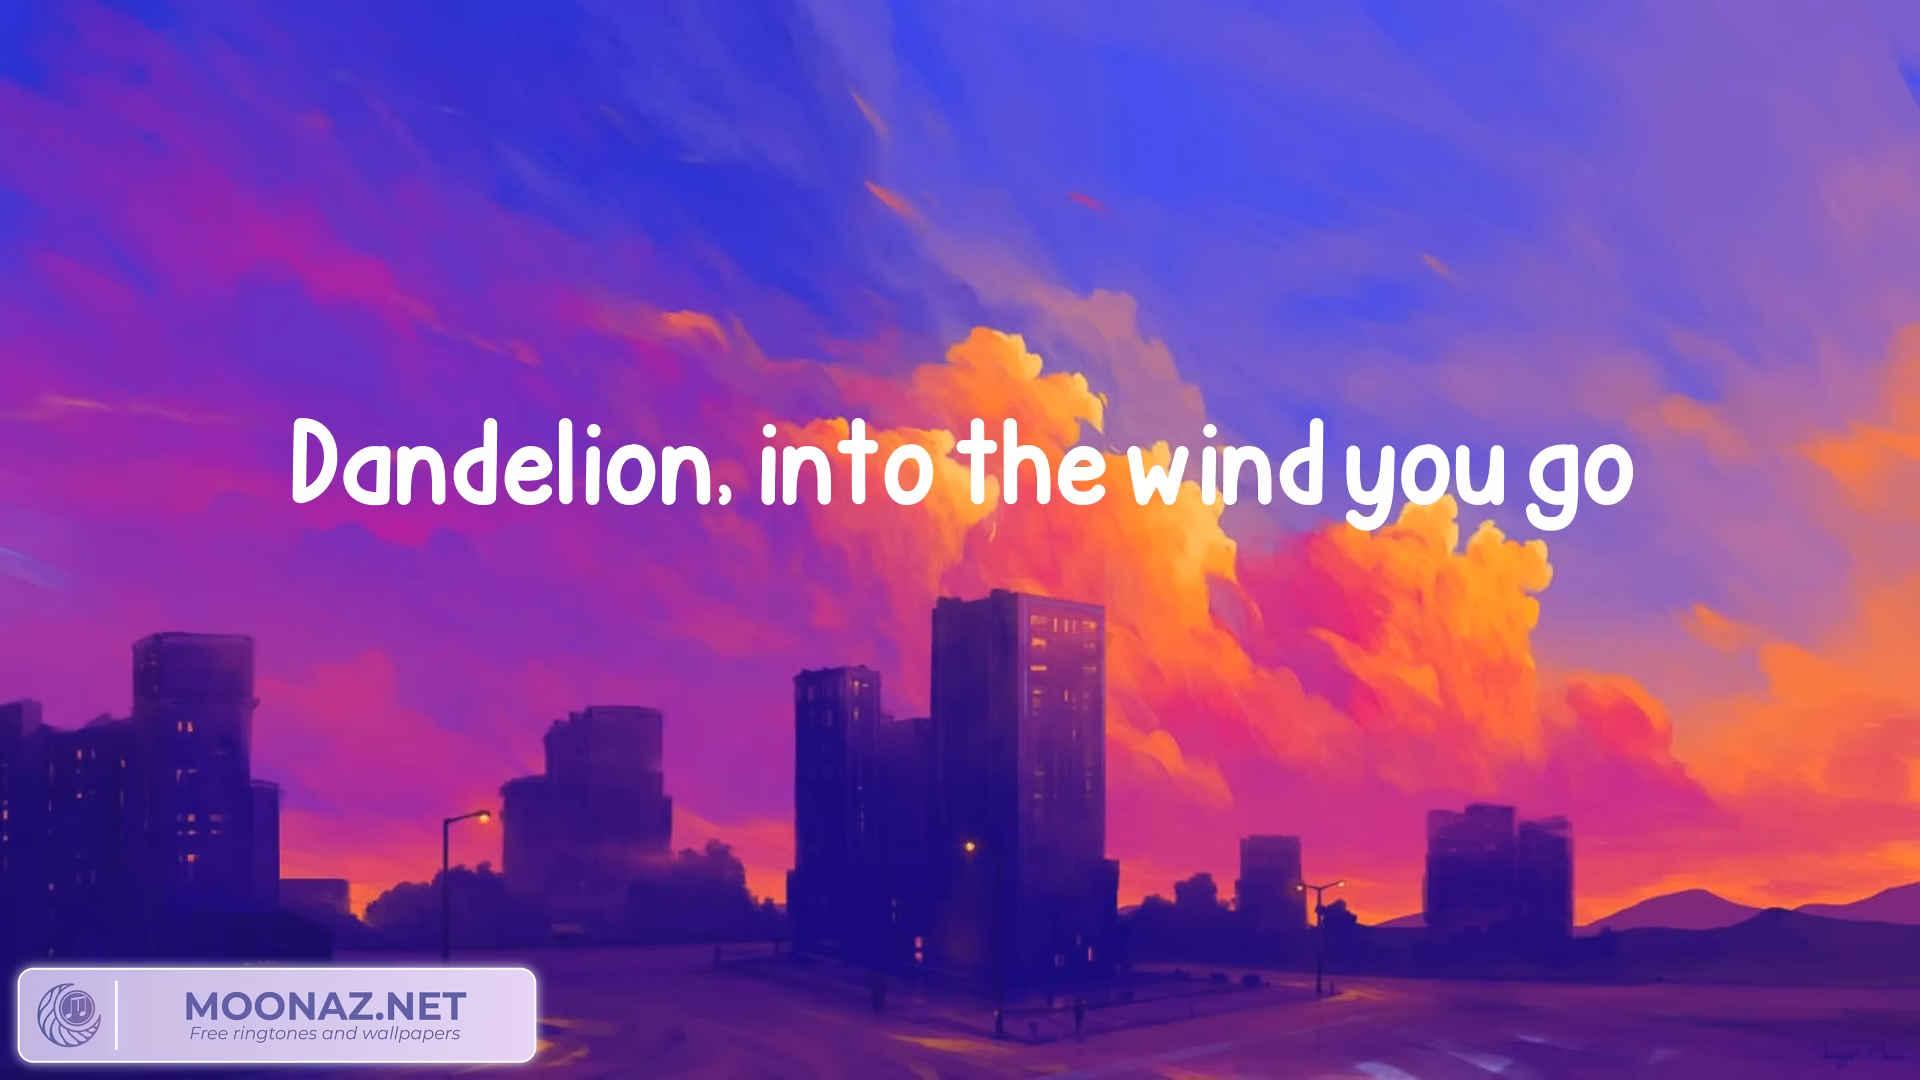 Dandelion, into the wind you go
MOONAZ.NET
Free ringtones and wallpapers